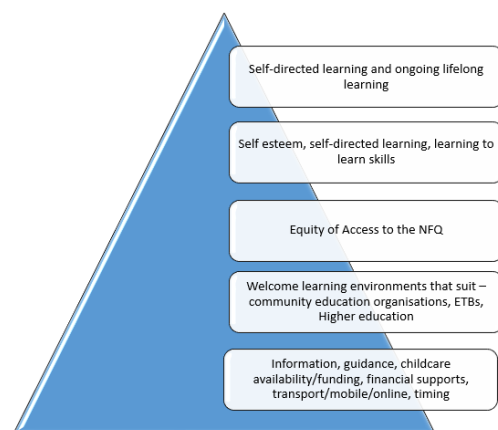 Self-directed learning and ongoing lifelong
learning
Self esteem, self-directed learning, learning to
learn skills
Equity of Access to the NFQ
Welcome learning environments that suit –
community education organisations, ETBs,
Higher education
Information, guidance, childcare
availability/funding, financial supports,
transport/mobile/online, timing